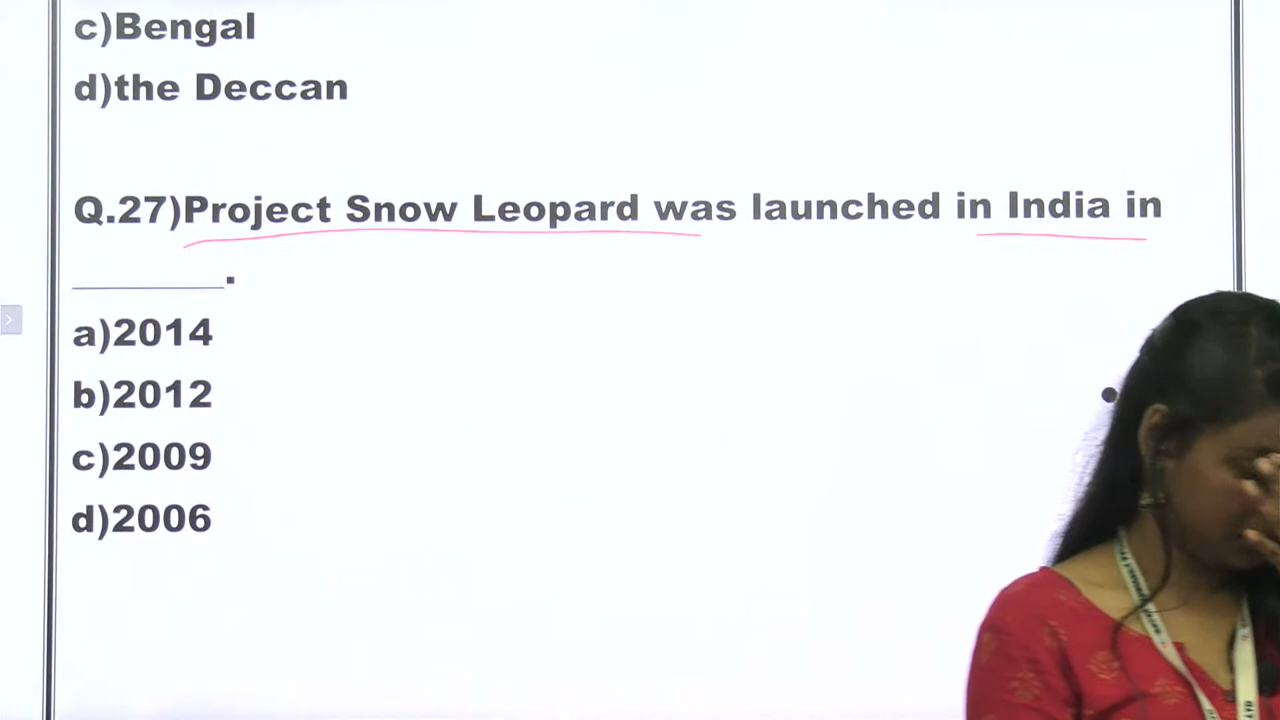 c)Bengal
d)the Deccan
Q.27)Project Snow Leopard was launched in India in
________.
a)2014
b)2012
c)2009
d)2006